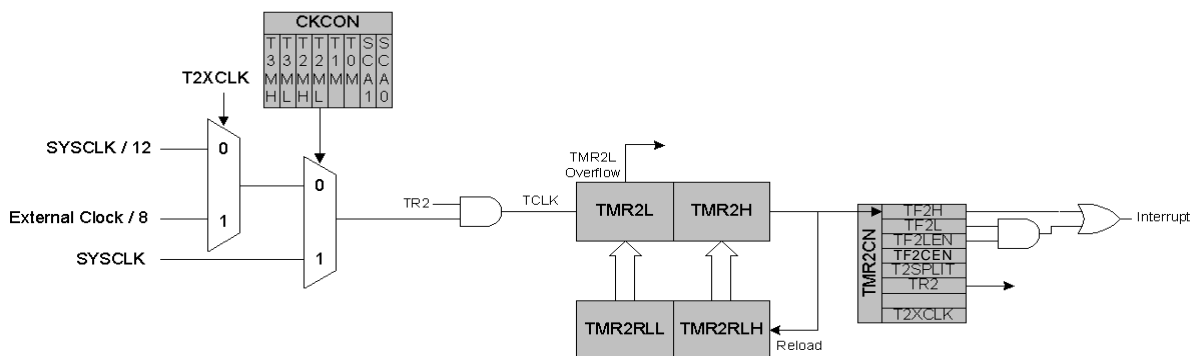 CKCON
T3MH T3ML T2MH T2ML T1M T0M SCA1 SCA0
T2XCLK
SYSCLK / 12
0
External Clock / 8
1
0
SYSCLK
1
TR2
TCLK
TMR2L
Overflow
TMR2L
TMR2H
TMR2RLL
TMR2RLH
Reload
TMR2CN
TF2H
TF2L
TF2LEN
TF2CEN
T2SPLIT
TR2
T2XCLK
Interrupt